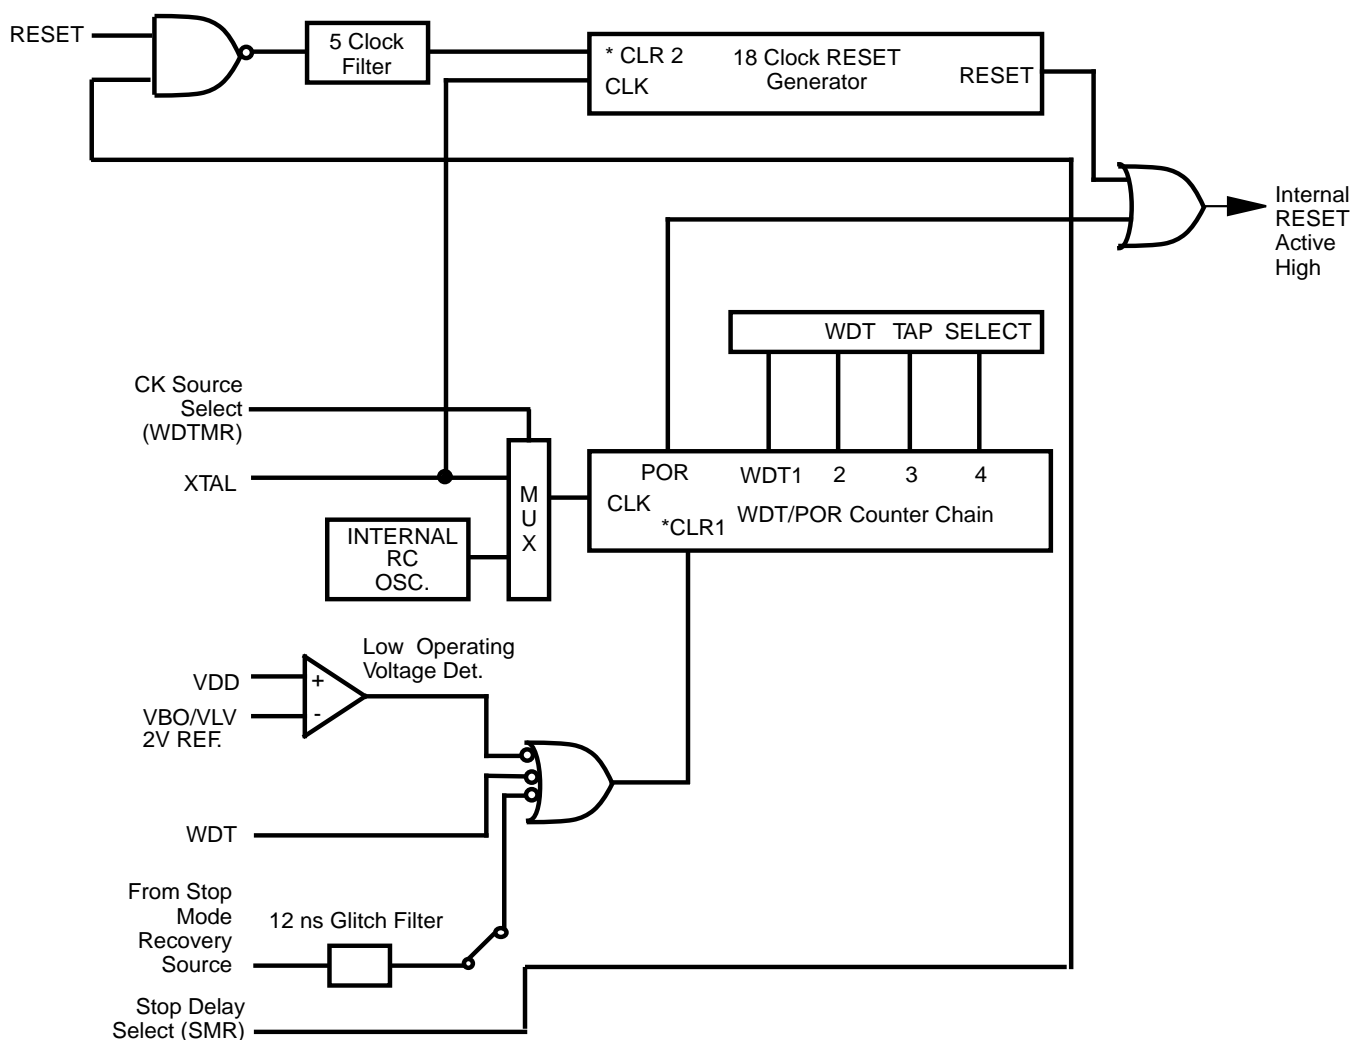 RESET
5 Clock
Filter
* CLR 2
CLK
18 Clock RESET
Generator
RESET
Internal
RESET
Active
High
WDT TAP SELECT
CK Source
Select
(WDTMR)
XTAL
M
U
X
POR
WDT1
2
3
4
CLK
*CLR1
WDT/POR Counter Chain
INTERNAL
RC
OSC.
Low Operating
Voltage Det.
VDD
+
VBO/VLV
2V REF.
-
WDT
From Stop
Mode
Recovery
Source
12 ns Glitch Filter
Stop Delay
Select (SMR)